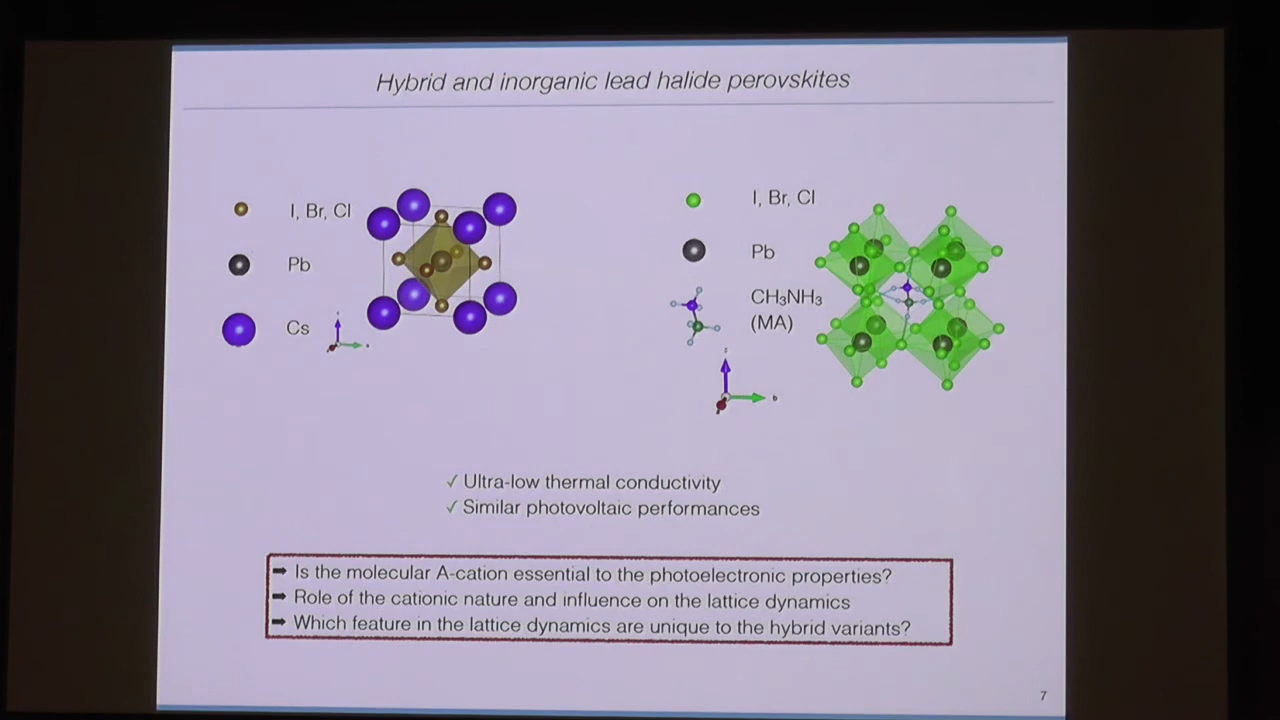 Hybrid and inorganic lead halide perovskites
I, Br, Cl
Pb
Cs
I, Br, Cl
Pb
CH₃NH₃
(MA)
c
b
✓ Ultra-low thermal conductivity
✓ Similar photovoltaic performances
➡ Is the molecular A-cation essential to the photoelectronic properties?
➡ Role of the cationic nature and influence on the lattice dynamics
➡ Which feature in the lattice dynamics are unique to the hybrid variants?
7